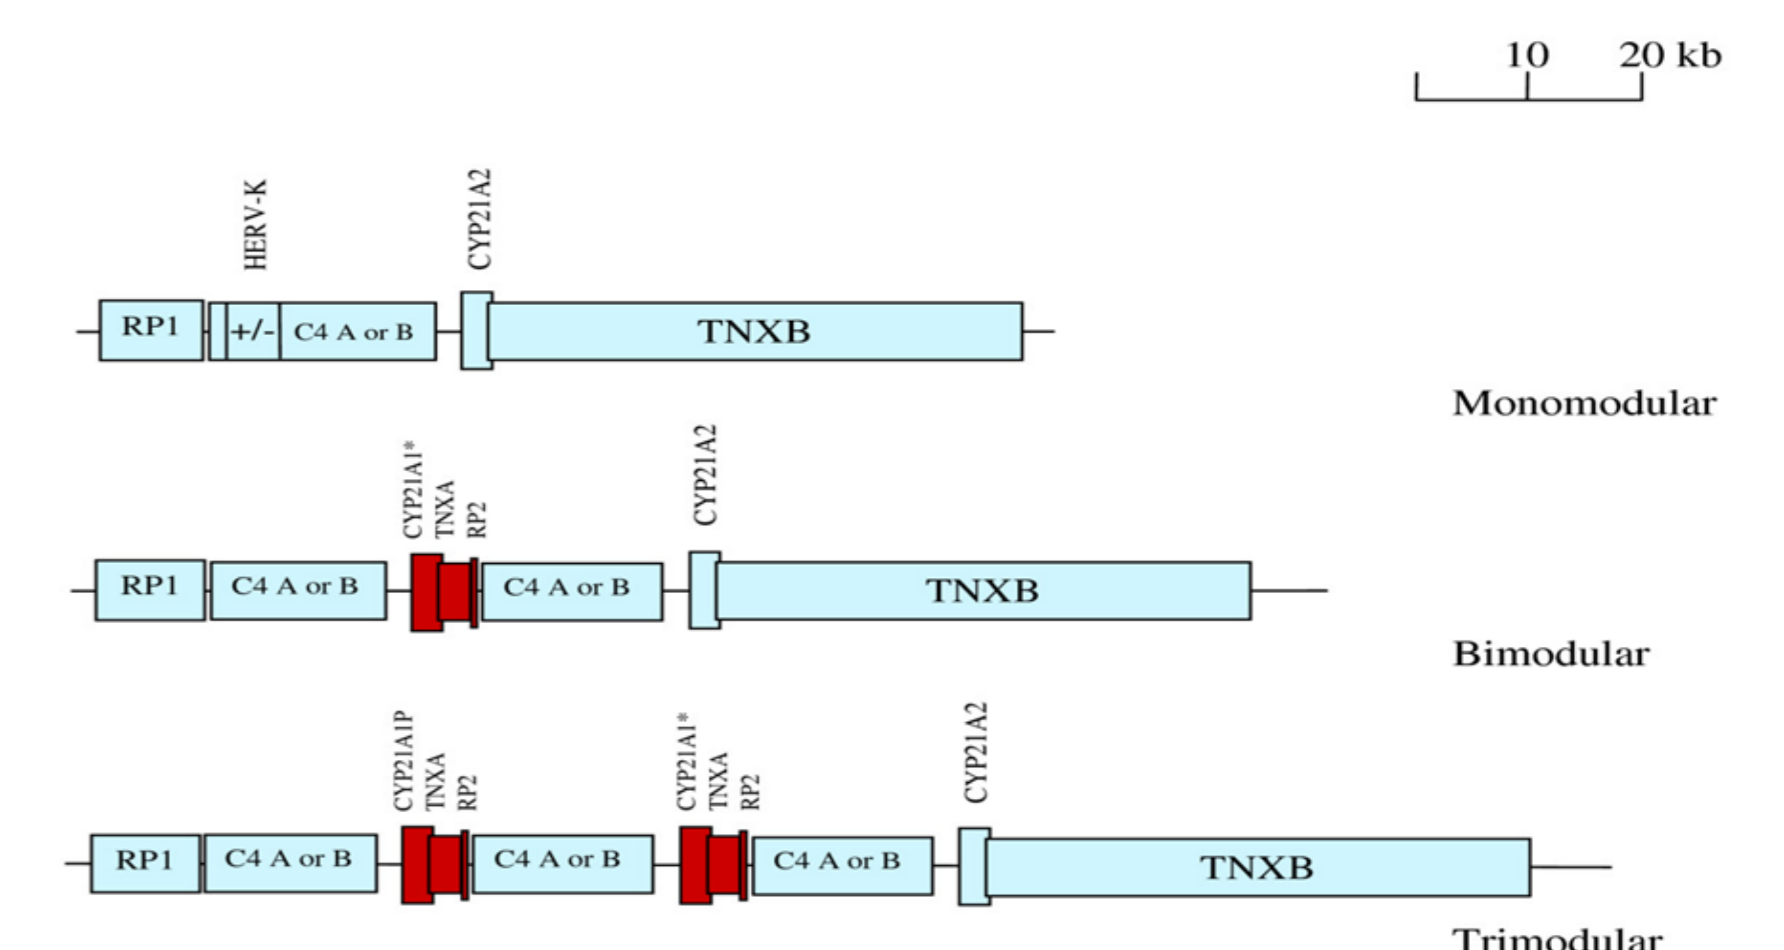 10 20 kb
HERV-K
CYP21A2
RP1 +/- C4 A or B TNXB
Monomodular
CYP21A1*
TNXA
RP2
CYP21A2
RP1 C4 A or B C4 A or B TNXB
Bimodular
CYP21A1P
TNXA
RP2
CYP21A1*
TNXA
RP2
CYP21A2
RP1 C4 A or B C4 A or B C4 A or B TNXB
Trimodular